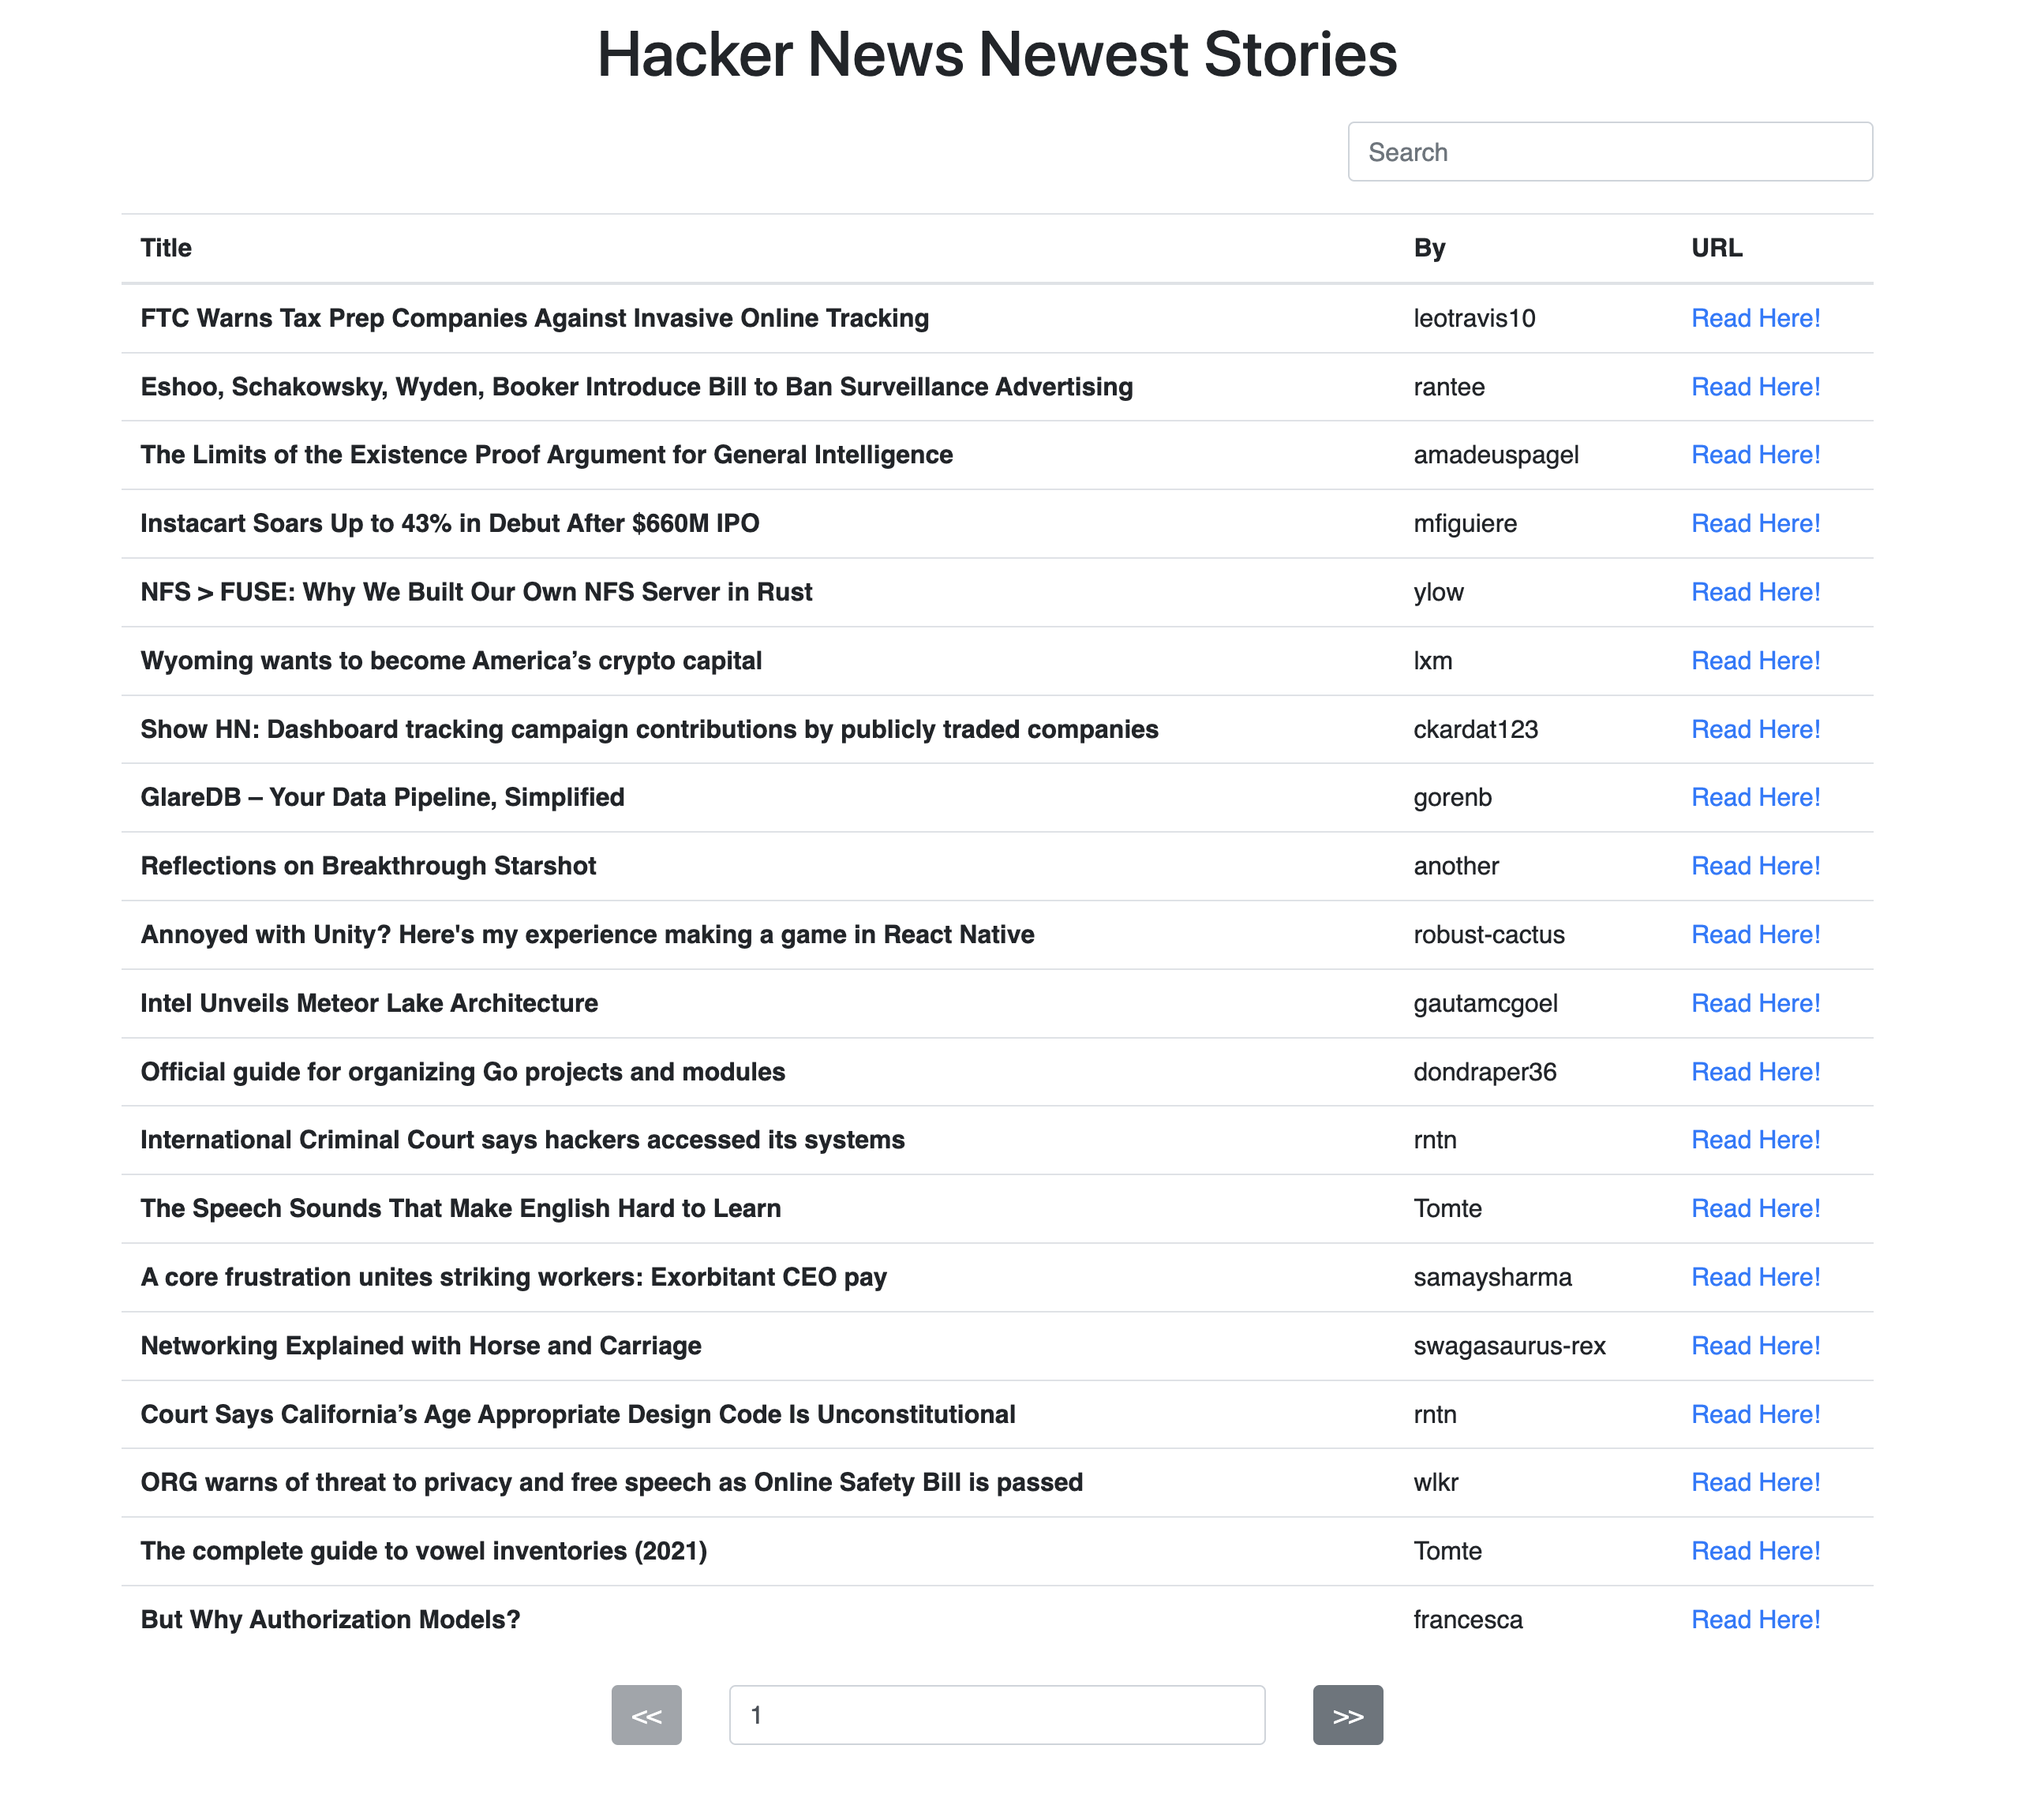 Hacker News Newest Stories
Search
Title By URL
FTC Warns Tax Prep Companies Against Invasive Online Tracking leotravis10 Read Here!
Eshoo, Schakowsky, Wyden, Booker Introduce Bill to Ban Surveillance Advertising rantee Read Here!
The Limits of the Existence Proof Argument for General Intelligence amadeuspagel Read Here!
Instacart Soars Up to 43% in Debut After $660M IPO mfiguiere Read Here!
NFS > FUSE: Why We Built Our Own NFS Server in Rust ylow Read Here!
Wyoming wants to become America’s crypto capital lxm Read Here!
Show HN: Dashboard tracking campaign contributions by publicly traded companies ckardat123 Read Here!
GlareDB – Your Data Pipeline, Simplified gorenb Read Here!
Reflections on Breakthrough Starshot another Read Here!
Annoyed with Unity? Here's my experience making a game in React Native robust-cactus Read Here!
Intel Unveils Meteor Lake Architecture gautamcgoel Read Here!
Official guide for organizing Go projects and modules dondraper36 Read Here!
International Criminal Court says hackers accessed its systems rntn Read Here!
The Speech Sounds That Make English Hard to Learn Tomte Read Here!
A core frustration unites striking workers: Exorbitant CEO pay samaysharma Read Here!
Networking Explained with Horse and Carriage swagasaurus-rex Read Here!
Court Says California’s Age Appropriate Design Code Is Unconstitutional rntn Read Here!
ORG warns of threat to privacy and free speech as Online Safety Bill is passed wlkr Read Here!
The complete guide to vowel inventories (2021) Tomte Read Here!
But Why Authorization Models? francesca Read Here!
<< 1 >>